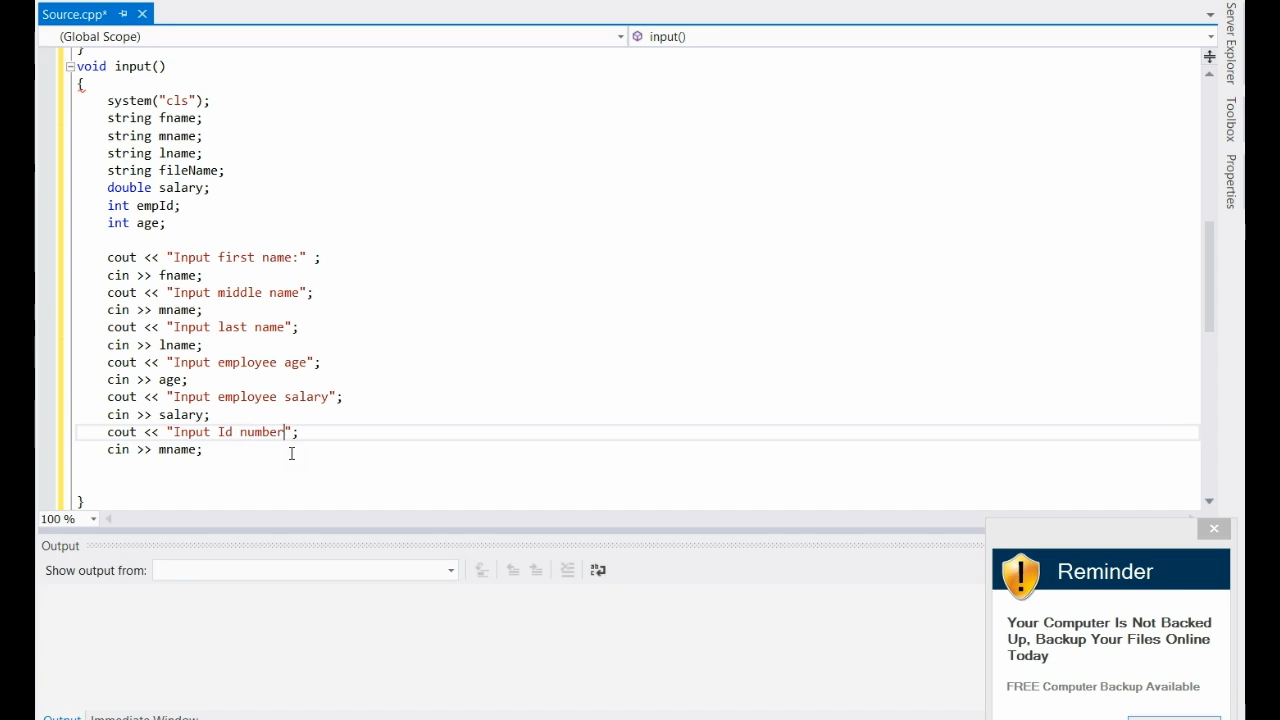 Source.cpp*
(Global Scope)
input()
}
void input()
{
system("cls");
string fname;
string mname;
string lname;
string fileName;
double salary;
int empId;
int age;
cout << "Input first name:" ;
cin >> fname;
cout << "Input middle name";
cin >> mname;
cout << "Input last name";
cin >> lname;
cout << "Input employee age";
cin >> age;
cout << "Input employee salary";
cin >> salary;
cout << "Input Id number";
cin >> mname;
}
100 %
Output
Show output from:
Output
Immediate Window
Server Explorer
Toolbox
Properties
Reminder
Your Computer Is Not Backed
Up, Backup Your Files Online
Today
FREE Computer Backup Available